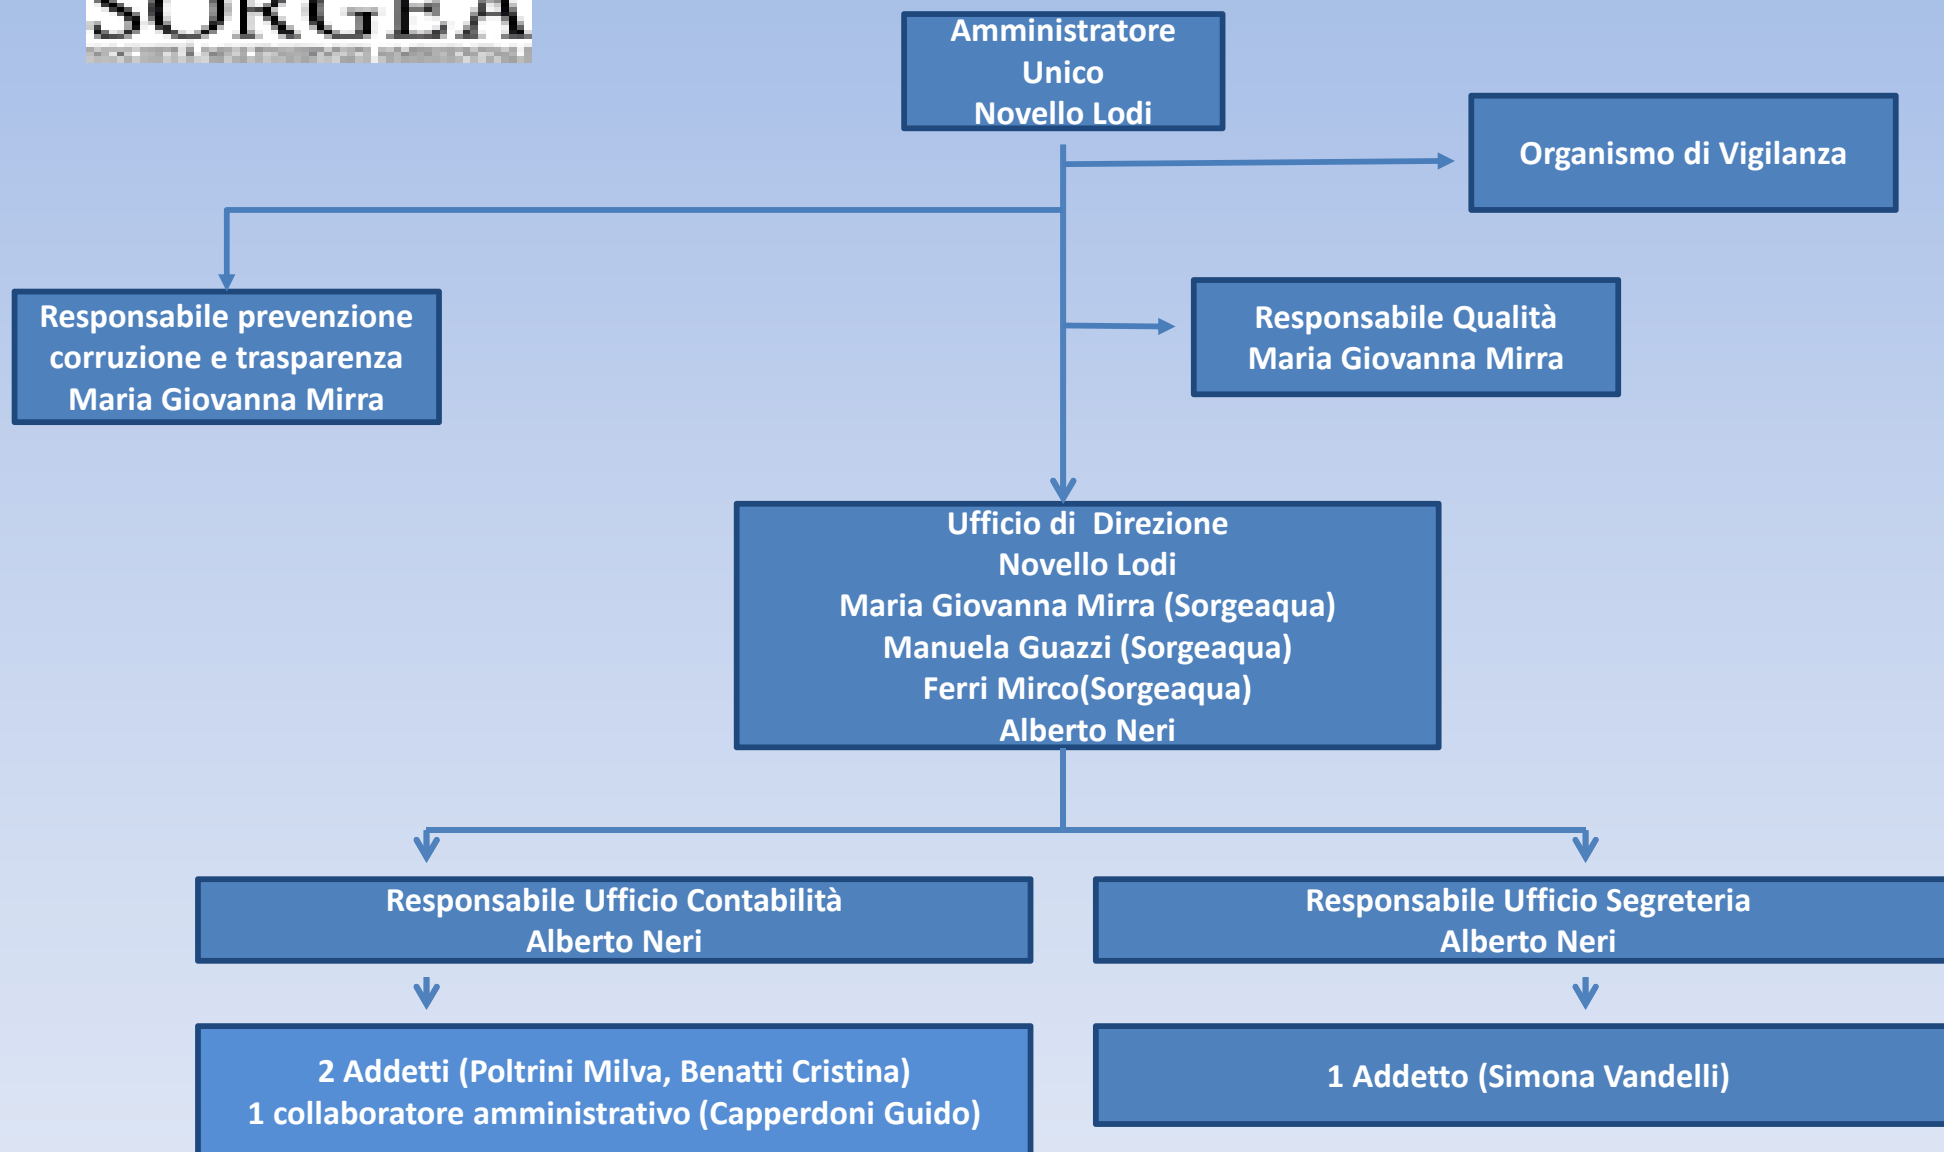 SORGEA
Amministratore
Unico
Novello Lodi
Organismo di Vigilanza
Responsabile prevenzione
corruzione e trasparenza
Maria Giovanna Mirra
Responsabile Qualità
Maria Giovanna Mirra
Ufficio di Direzione
Novello Lodi
Maria Giovanna Mirra (Sorgeaqua)
Manuela Guazzi (Sorgeaqua)
Ferri Mirco(Sorgeaqua)
Alberto Neri
Responsabile Ufficio Contabilità
Alberto Neri
Responsabile Ufficio Segreteria
Alberto Neri
2 Addetti (Poltrini Milva, Benatti Cristina)
1 collaboratore amministrativo (Capperdoni Guido)
1 Addetto (Simona Vandelli)